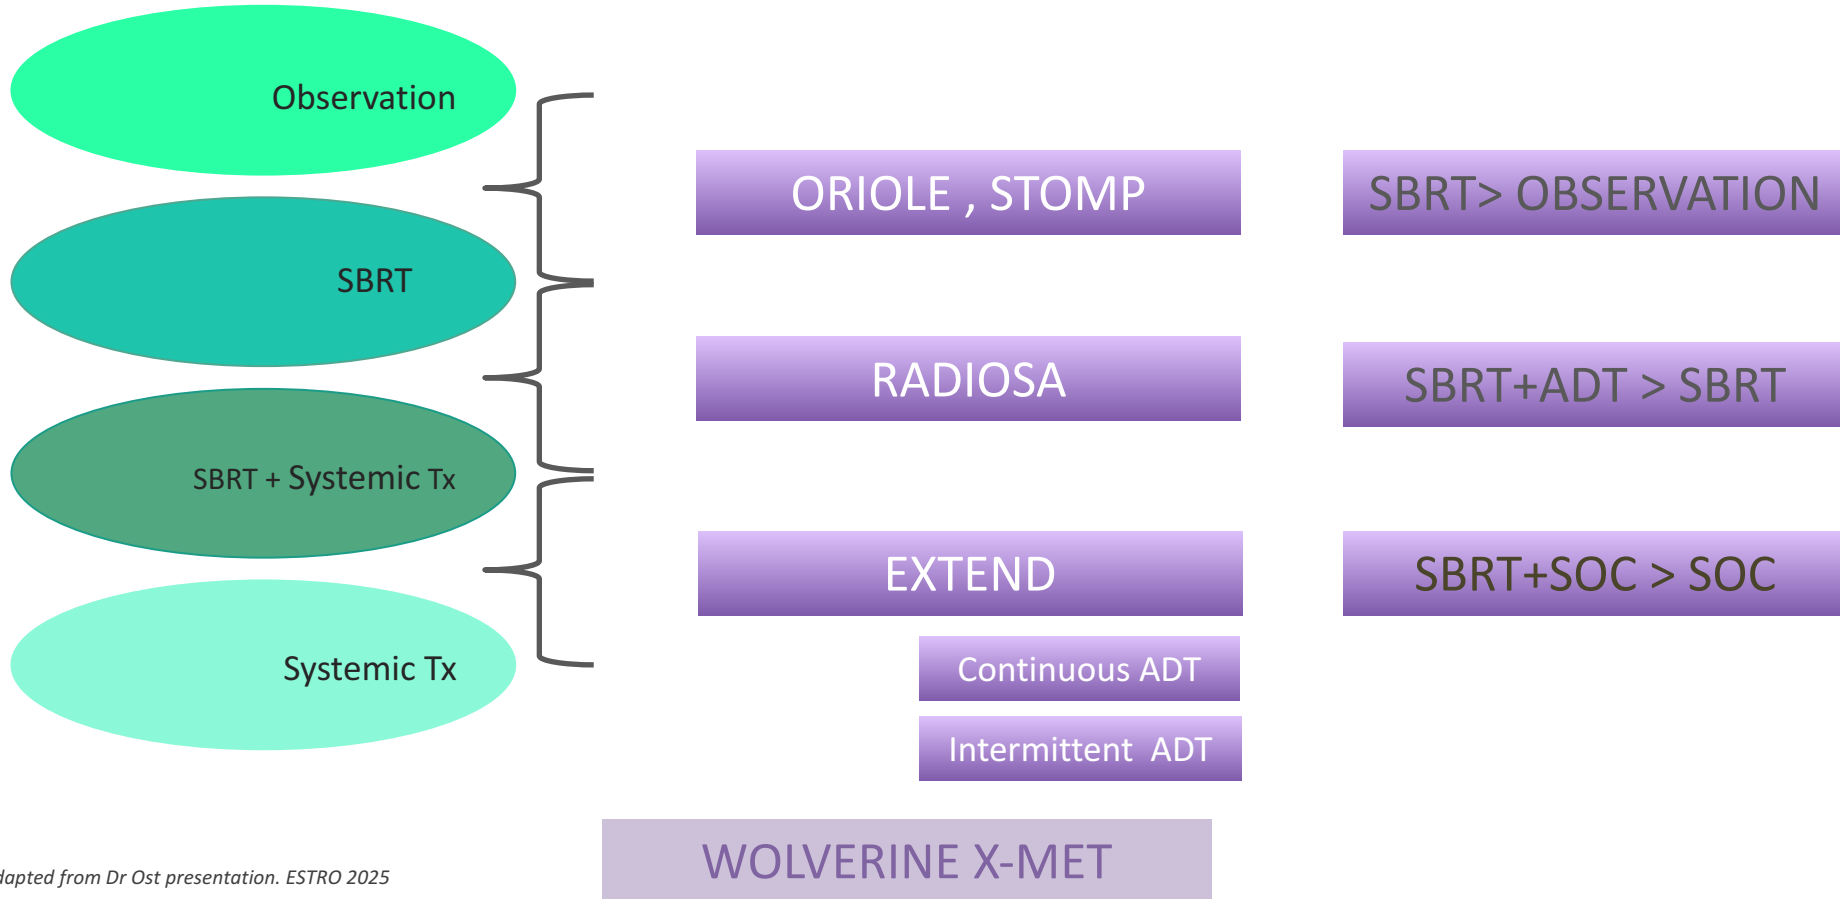 Observation
ORIOLE , STOMP
SBRT> OBSERVATION
SBRT
RADIOSA
SBRT+ADT > SBRT
SBRT + Systemic Tx
EXTEND
SBRT+SOC > SOC
Systemic Tx
Continuous ADT
Intermittent ADT
WOLVERINE X-MET
dapted from Dr Ost presentation. ESTRO 2025